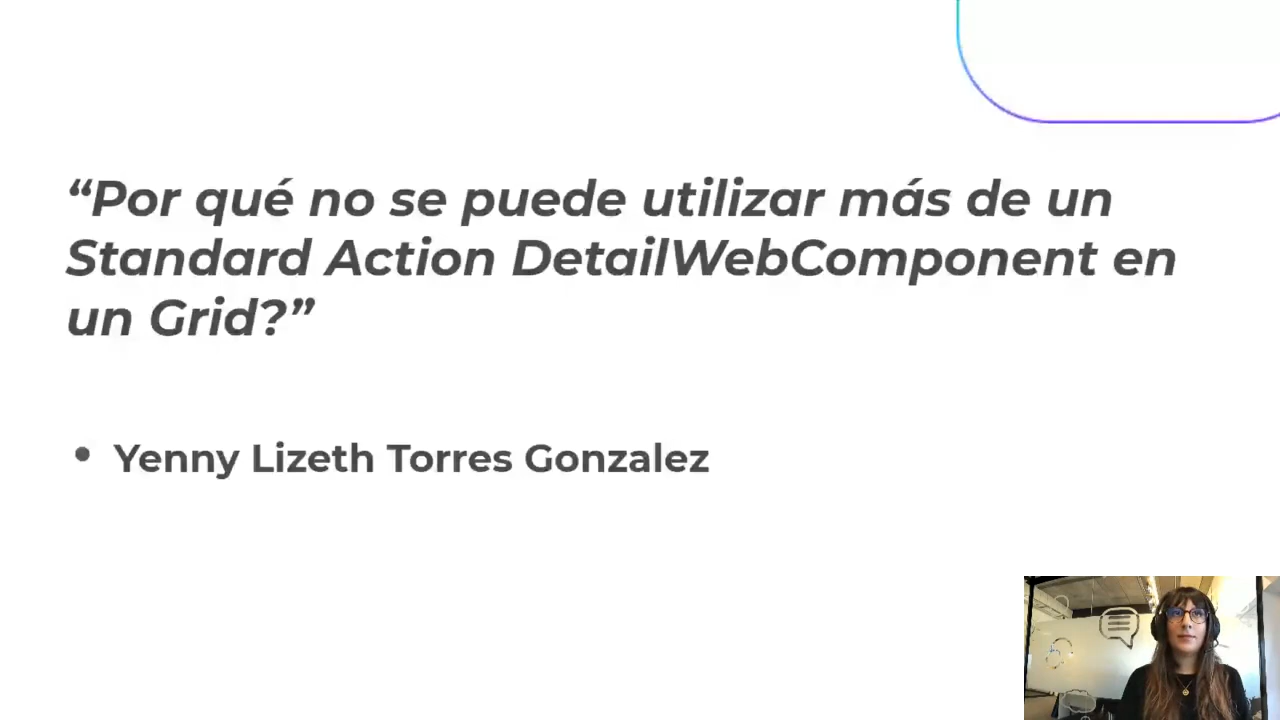 “Por qué no se puede utilizar más de un
Standard Action DetailWebComponent en
un Grid?”
• Yenny Lizeth Torres Gonzalez